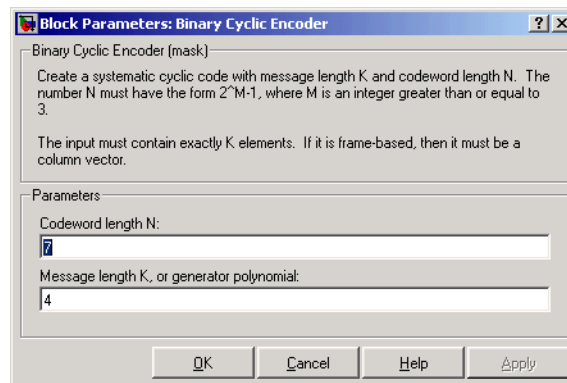 Block Parameters: Binary Cyclic Encoder
Binary Cyclic Encoder (mask)
Create a systematic cyclic code with message length K and codeword length N. The
number N must have the form 2^M-1, where M is an integer greater than or equal to
3.
The input must contain exactly K elements. If it is frame-based, then it must be a
column vector.
Parameters
Codeword length N:
7
Message length K, or generator polynomial:
4
OK Cancel Help Apply